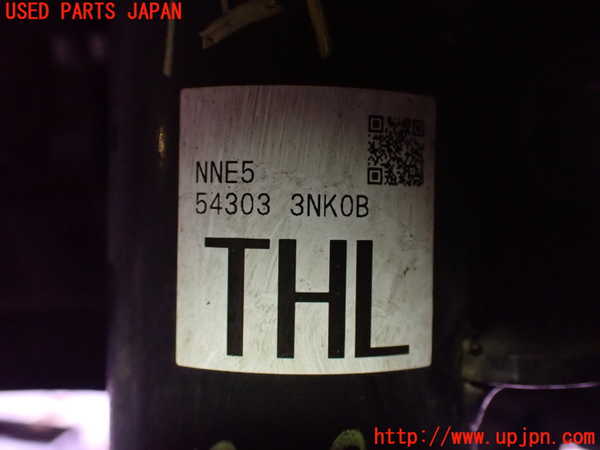 USED PARTS JAPAN
NNE5
54303 3NK0B
THL
http://www.upjpn.com/